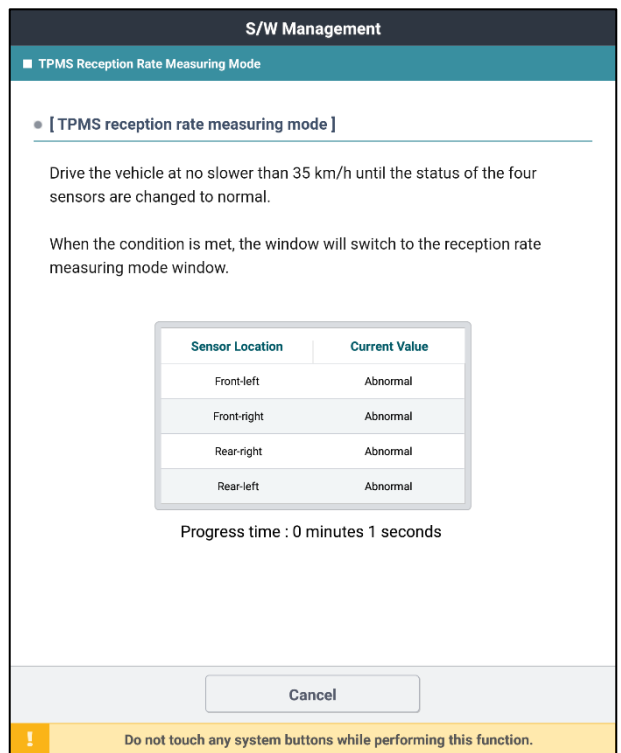 S/W Management
TPMS Reception Rate Measuring Mode
[ TPMS reception rate measuring mode ]
Drive the vehicle at no slower than 35 km/h until the status of the four
sensors are changed to normal.
When the condition is met, the window will switch to the reception rate
measuring mode window.
Sensor Location Current Value
Front-left Abnormal
Front-right Abnormal
Rear-right Abnormal
Rear-left Abnormal
Progress time : 0 minutes 1 seconds
Cancel
! Do not touch any system buttons while performing this function.